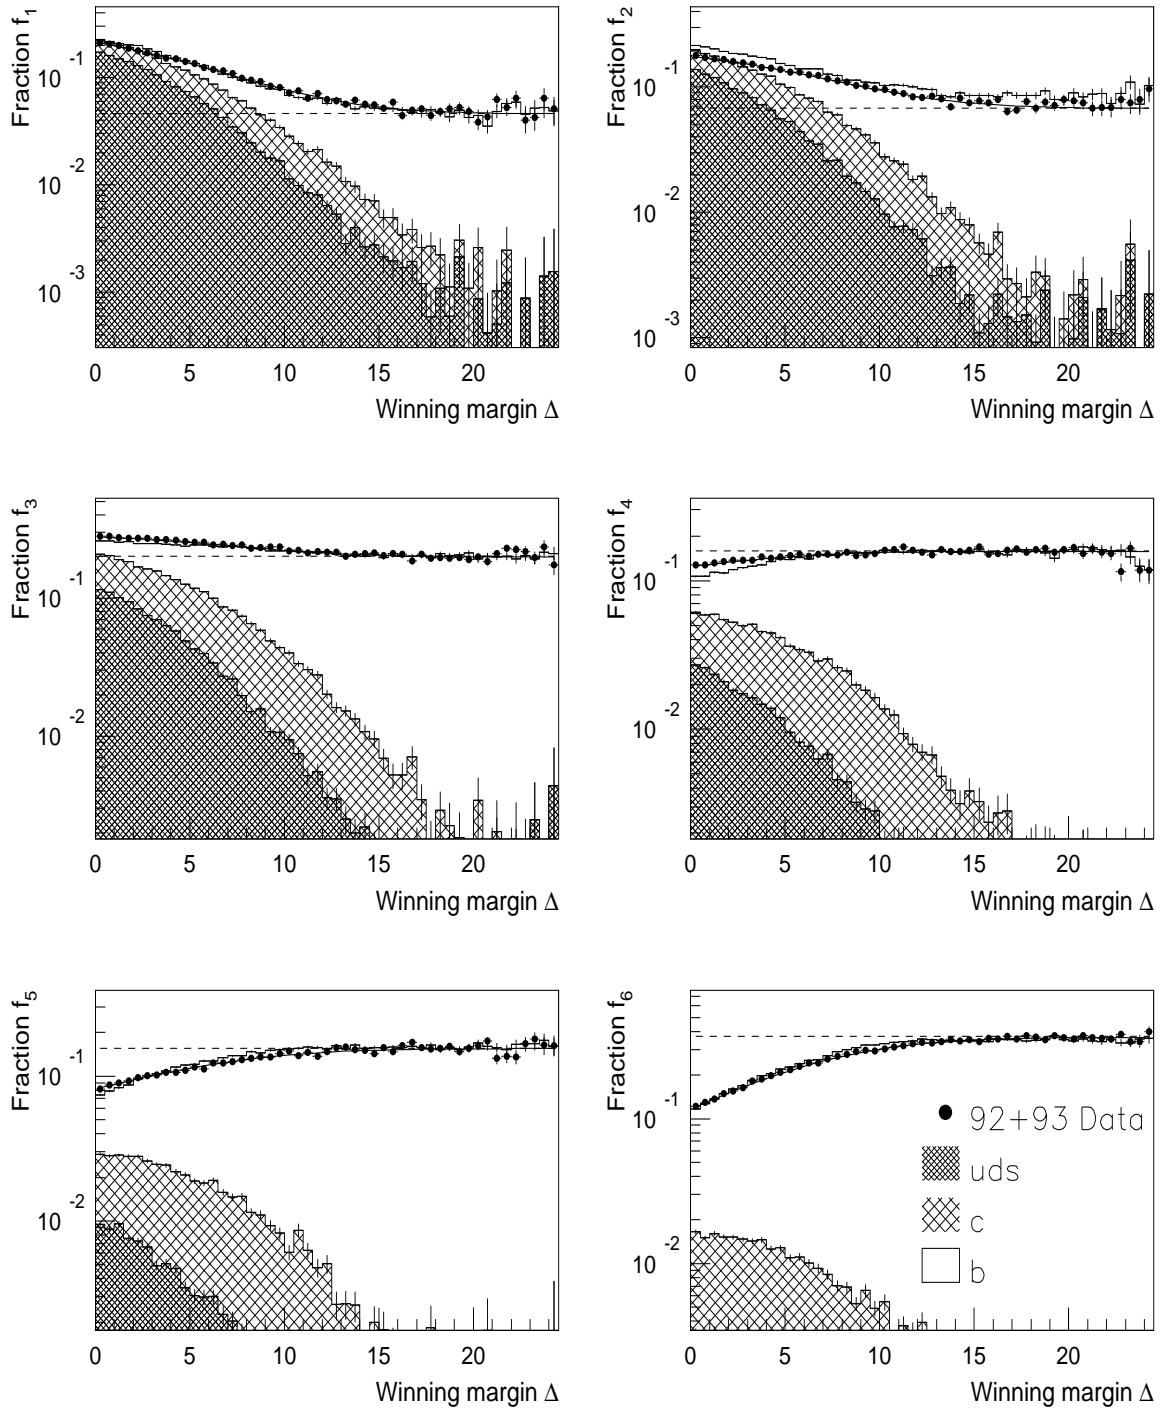 Fraction f1
10 -1
10 -2
10 -3
0 5 10 15 20
Winning margin Δ
Fraction f2
10 -1
10 -2
10 -3
0 5 10 15 20
Winning margin Δ
Fraction f3
10 -1
10 -2
0 5 10 15 20
Winning margin Δ
Fraction f4
10 -1
10 -2
0 5 10 15 20
Winning margin Δ
Fraction f5
10 -1
10 -2
0 5 10 15 20
Winning margin Δ
Fraction f6
10 -1
10 -2
92+93 Data
uds
c
b
0 5 10 15 20
Winning margin Δ